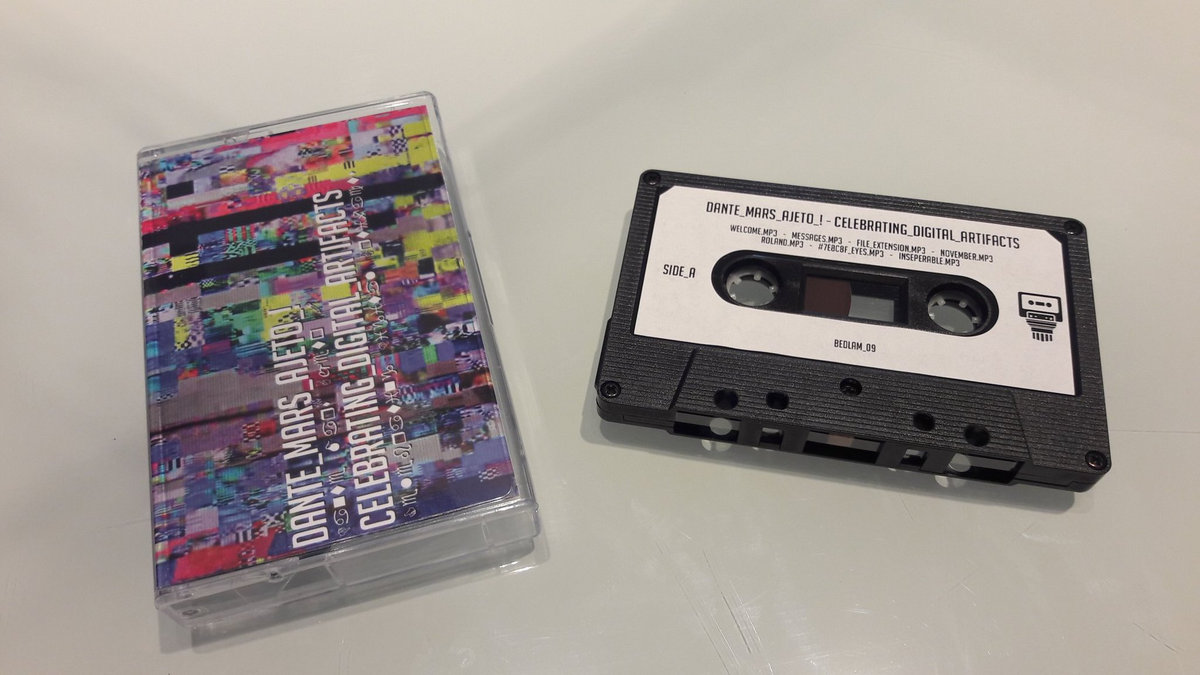 DANTE_MARS_AJETO_!
CELEBRATING_DIGITAL_ARTIFACTS
DANTE_MARS_AJETO_! - CELEBRATING_DIGITAL_ARTIFACTS
WELCOME.MP3 - MESSAGES.MP3 - FILE_EXTENSION.MP3 - NOVEMBER.MP3
ROLAND.MP3 - #7EBCBF_EYES.MP3 - INSEPERABLE.MP3
SIDE_A
BEDLAM_09